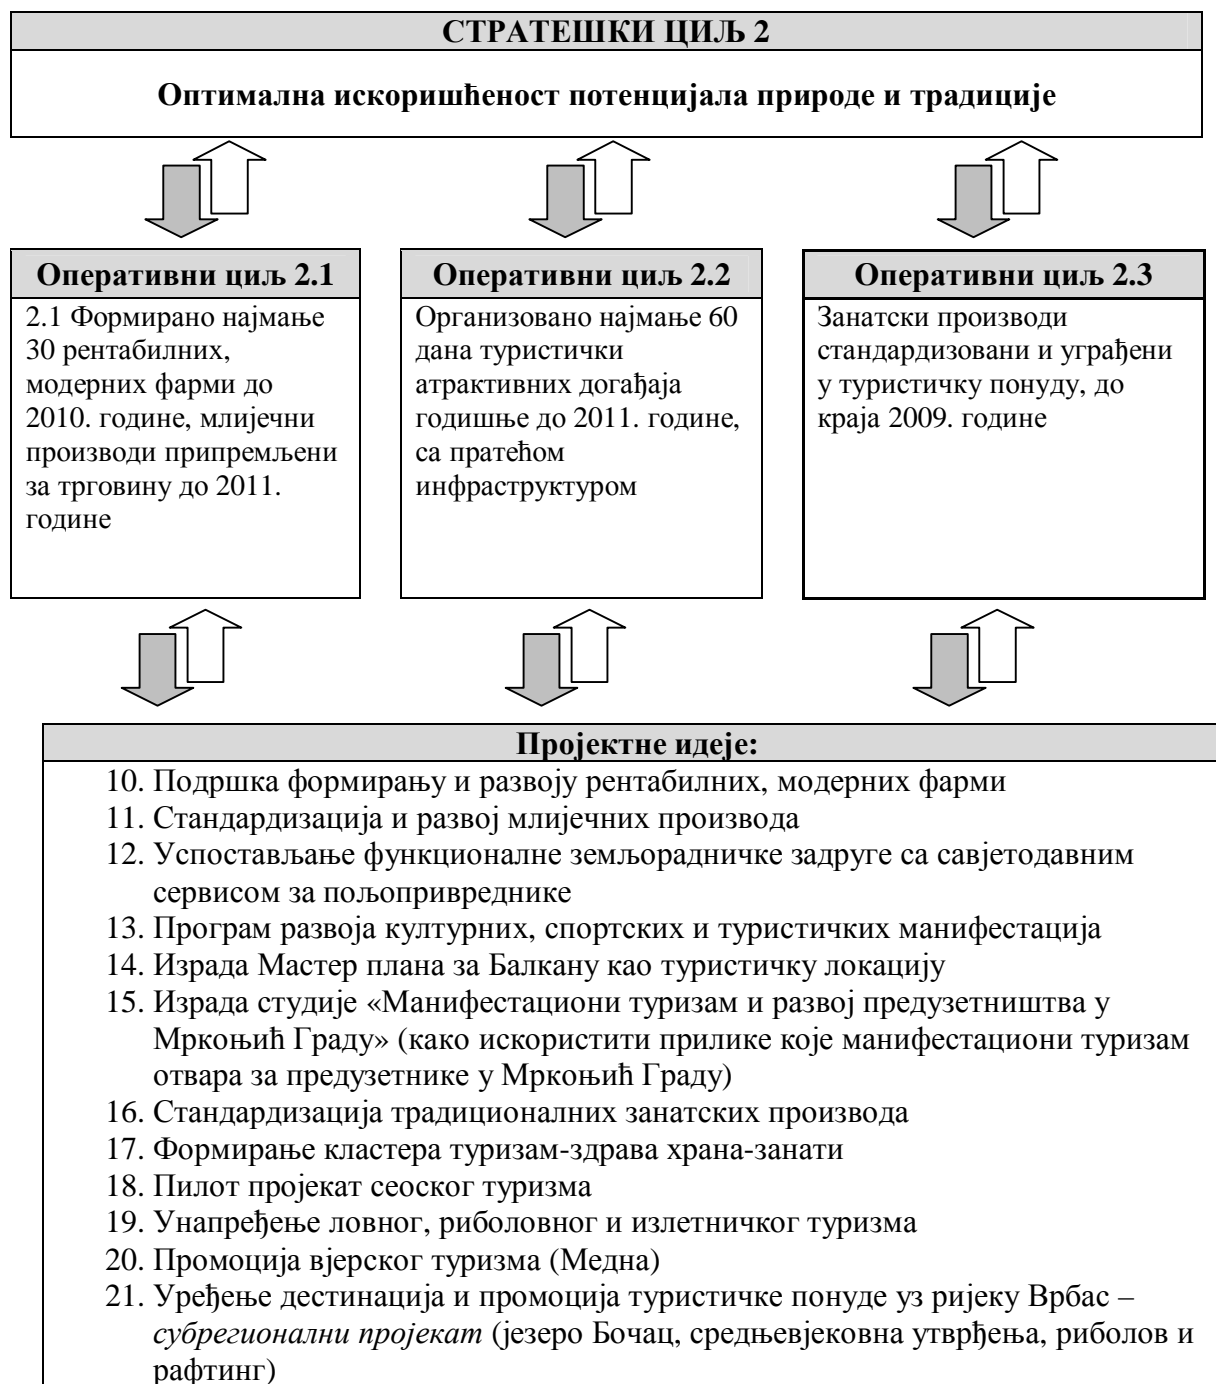 СТРАТЕШКИ ЦИЉ 2
Оптимална искоришћеност потенцијала природе и традиције
Оперативни циљ 2.1
2.1 Формирано најмање
30 рентабилних,
модерних фарми до
2010. године, млијечни
производи припремљени
за трговину до 2011.
године
Оперативни циљ 2.2
Организовано најмање 60
дана туристички
атрактивних догађаја
годишње до 2011. године,
са пратећом
инфраструктуром
Оперативни циљ 2.3
Занатски производи
стандардизовани и уграђени
у туристичку понуду, до
краја 2009. године
Пројектне идеје:
10. Подршка формирању и развоју рентабилних, модерних фарми
11. Стандардизација и развој млијечних производа
12. Успостављање функционалне земљорадничке задруге са савјетодавним
сервисом за пољопривреднике
13. Програм развоја културних, спортских и туристичких манифестација
14. Израда Мастер плана за Балкану као туристичку локацију
15. Израда студије «Манифестациони туризам и развој предузетништва у
Мркоњић Граду» (како искористити прилике које манифестациони туризам
отвара за предузетнике у Мркоњић Граду)
16. Стандардизација традиционалних занатских производа
17. Формирање кластера туризам-здрава храна-занати
18. Пилот пројекат сеоског туризма
19. Унапређење ловног, риболовног и излетничког туризма
20. Промоција вјерског туризма (Медна)
21. Уређење дестинација и промоција туристичке понуде уз ријеку Врбас –
субрегионални пројекат (језеро Бочац, средњевјековна утврђења, риболов и
рафтинг)